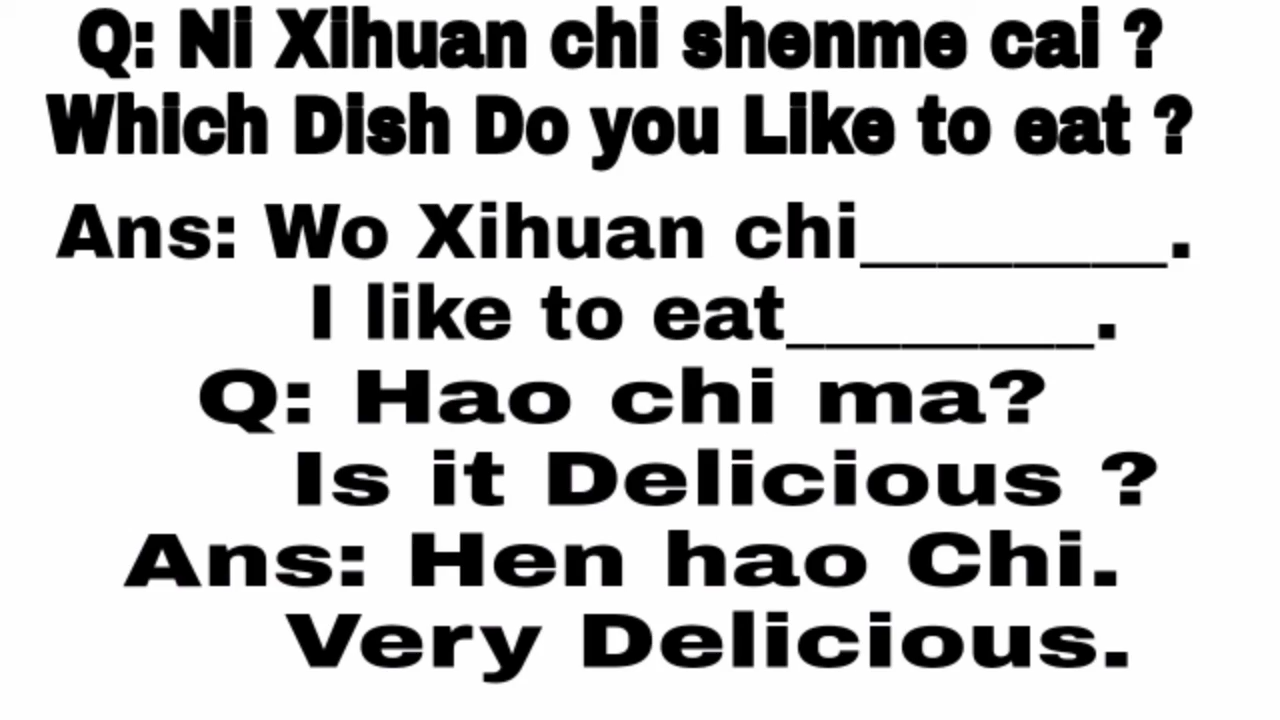 Q: Ni Xihuan chi shenme cai ?
Which Dish Do you Like to eat ?
Ans: Wo Xihuan chi________.
I like to eat________.
Q: Hao chi ma?
Is it Delicious ?
Ans: Hen hao Chi.
Very Delicious.